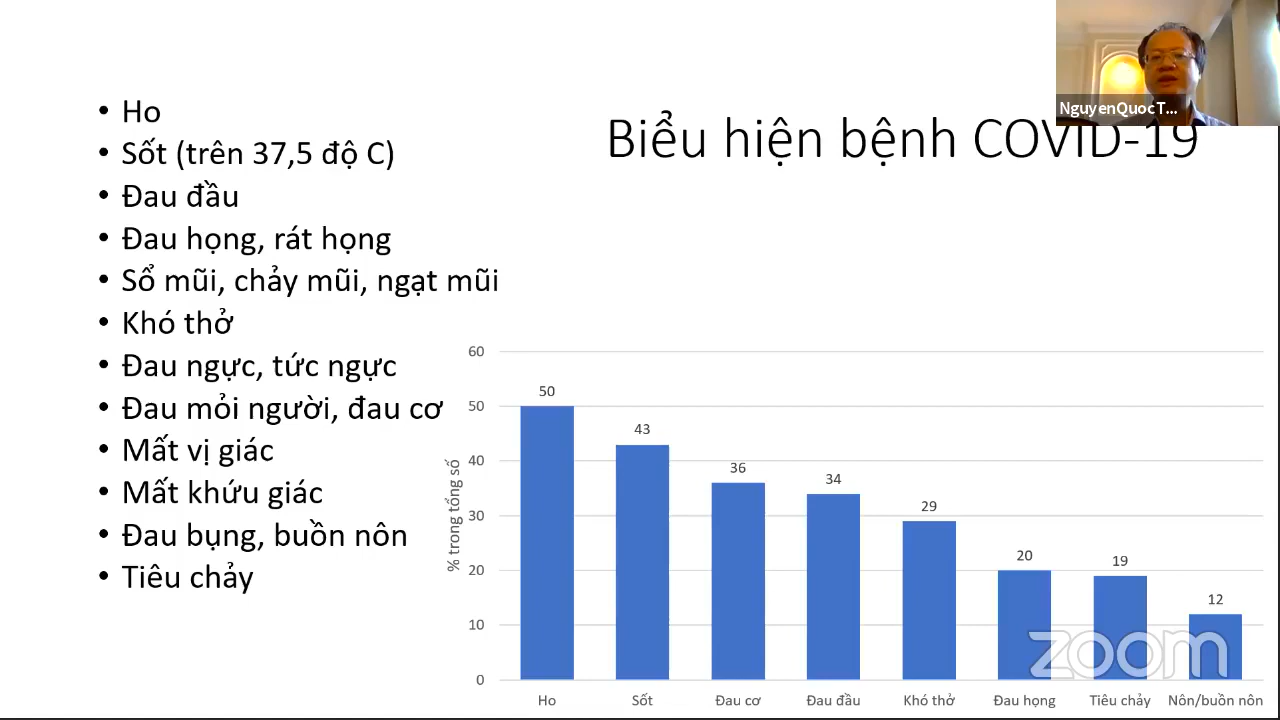 NguyenQuocT...
Biểu hiện bệnh COVID-19
• Ho
• Sốt (trên 37,5 độ C)
• Đau đầu
• Đau họng, rát họng
• Sổ mũi, chảy mũi, ngạt mũi
• Khó thở
• Đau ngực, tức ngực
• Đau mỏi người, đau cơ
• Mất vị giác
• Mất khứu giác
• Đau bụng, buồn nôn
• Tiêu chảy
% trong tổng số
60
50
40
30
20
10
0
50
43
36
34
29
20
19
12
Ho
Sốt
Đau cơ
Đau đầu
Khó thở
Đau họng
Tiêu chảy
Nôn/buồn nôn
zoom